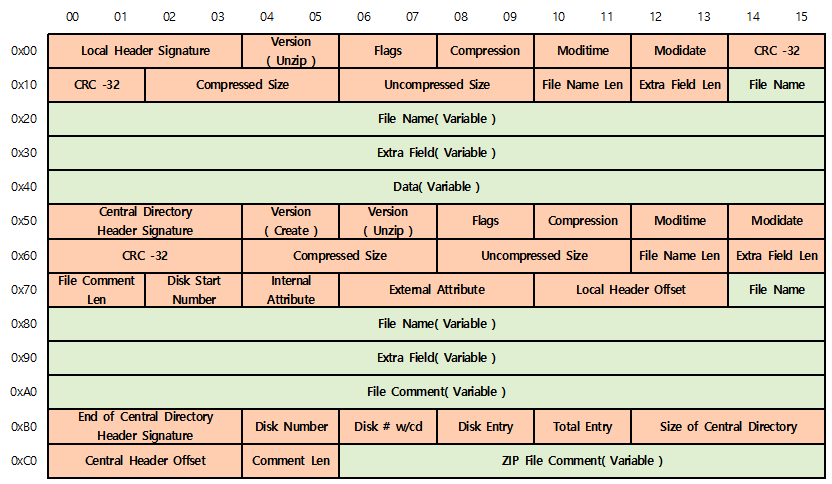 00 01 02 03 04 05 06 07 08 09 10 11 12 13 14 15
0x00 Local Header Signature Version ( Unzip ) Flags Compression Moditime Modidate CRC -32
0x10 CRC -32 Compressed Size Uncompressed Size File Name Len Extra Field Len File Name
0x20 File Name( Variable )
0x30 Extra Field( Variable )
0x40 Data( Variable )
0x50 Central Directory Header Signature Version ( Create ) Version ( Unzip ) Flags Compression Moditime Modidate
0x60 CRC -32 Compressed Size Uncompressed Size File Name Len Extra Field Len
0x70 File Comment Len Disk Start Number Internal Attribute External Attribute Local Header Offset File Name
0x80 File Name( Variable )
0x90 Extra Field( Variable )
0xA0 File Comment( Variable )
0xB0 End of Central Directory Header Signature Disk Number Disk # w/cd Disk Entry Total Entry Size of Central Directory
0xC0 Central Header Offset Comment Len ZIP File Comment( Variable )